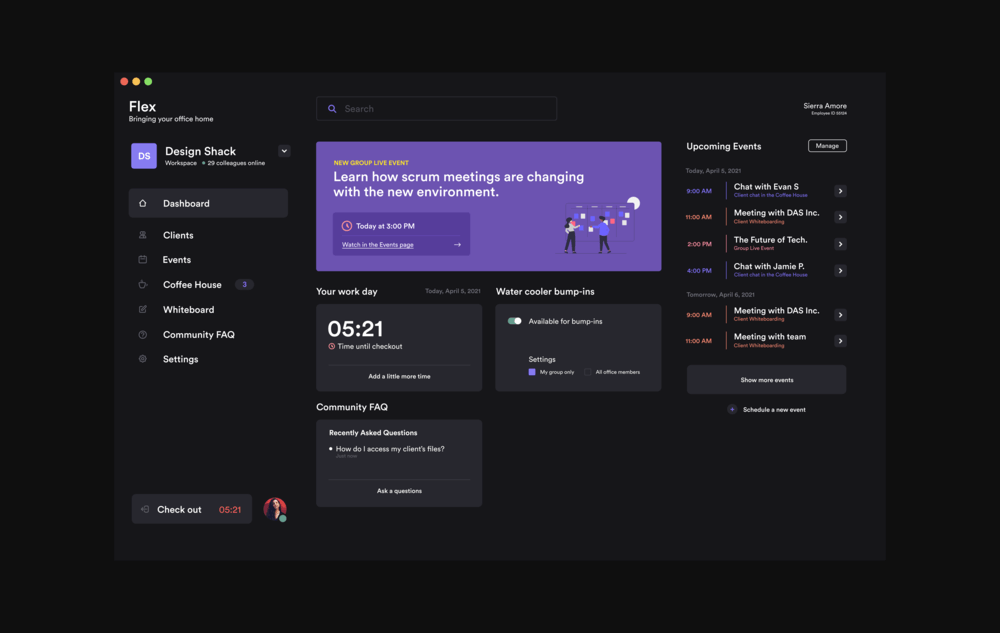 Flex
Bringing your office home
Search
Sierra Amore
Employee ID 69104
DS
Design Shack
Workspace 29 colleagues online
Dashboard
Clients
Events
Coffee House 3
Whiteboard
Community FAQ
Settings
Check out 05:21
NEW GROUP LIVE EVENT
Learn how scrum meetings are changing
with the new environment.
Today at 3:00 PM
Watch in the Events page
Your work day Today, April 5, 2021
05:21
Time until checkout
Add a little more time
Water cooler bump-ins
Available for bump-ins
Settings
My group only All office members
Community FAQ
Recently Asked Questions
How do I access my client's files?
Just now
Ask a questions
Upcoming Events Manage
Today, April 5, 2021
9:00 AM Chat with Evan S
Client chat in the Coffee House
11:00 AM Meeting with DAS Inc.
Client Whiteboarding
2:00 PM The Future of Tech.
Group Live Event
4:00 PM Chat with Jamie P.
Client chat in the Coffee House
Tomorrow, April 6, 2021
9:00 AM Meeting with DAS Inc.
Client Whiteboarding
11:00 AM Meeting with team
Client Whiteboarding
Show more events
+ Schedule a new event